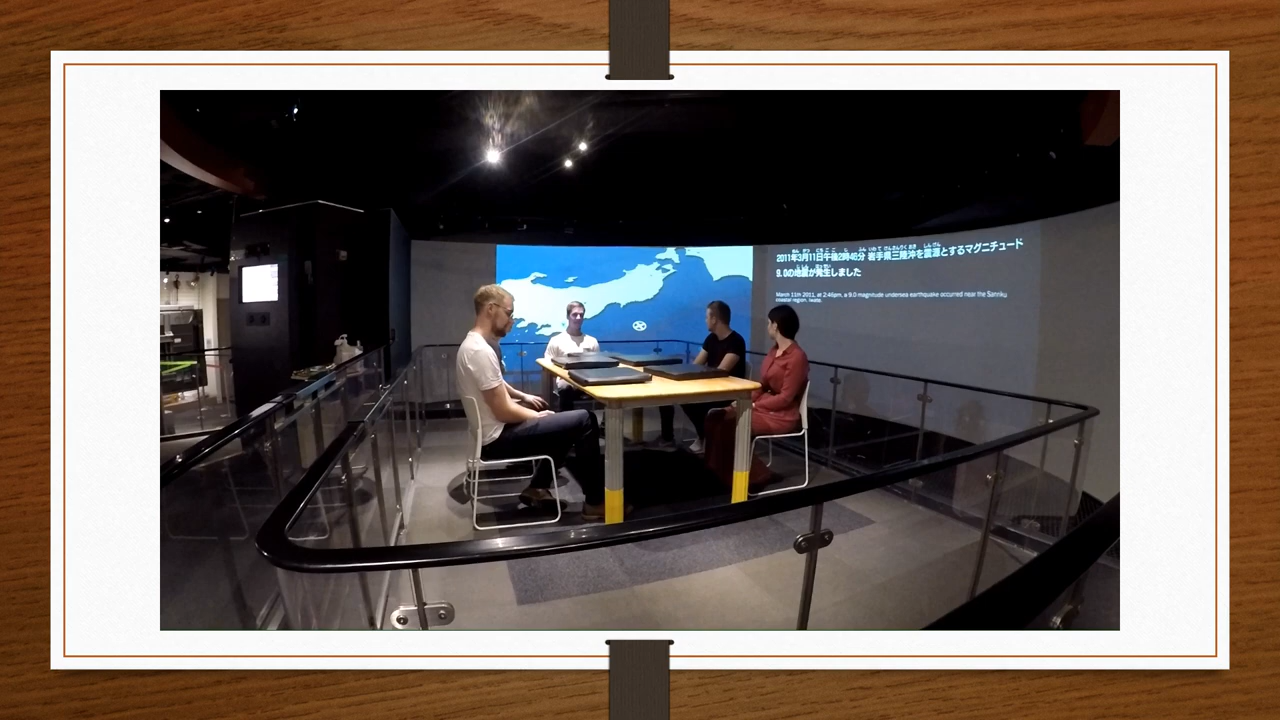 2011年3月11日午後2時46分 岩手県三陸沖を震源とするマグニチュード
9.0の地震が発生しました
March 11th 2011, at 2:46pm, a 9.0 magnitude undersea earthquake occurred near the Sanriku
coastal region, Iwate.